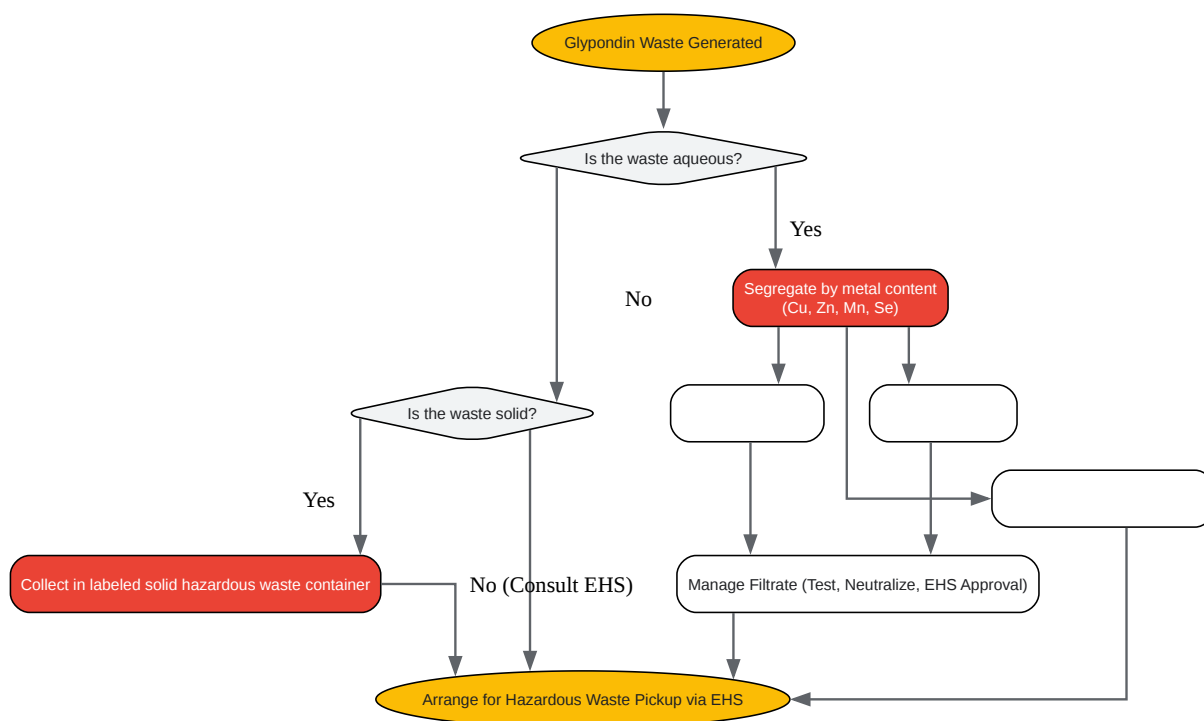 Glypondin Waste Generated
Is the waste aqueous?
Yes
Segregate by metal content
(Cu, Zn, Mn, Se)
No
Is the waste solid?
Yes
Collect in labeled solid hazardous waste container
No (Consult EHS)
Manage Filtrate (Test, Neutralize, EHS Approval)
Arrange for Hazardous Waste Pickup via EHS